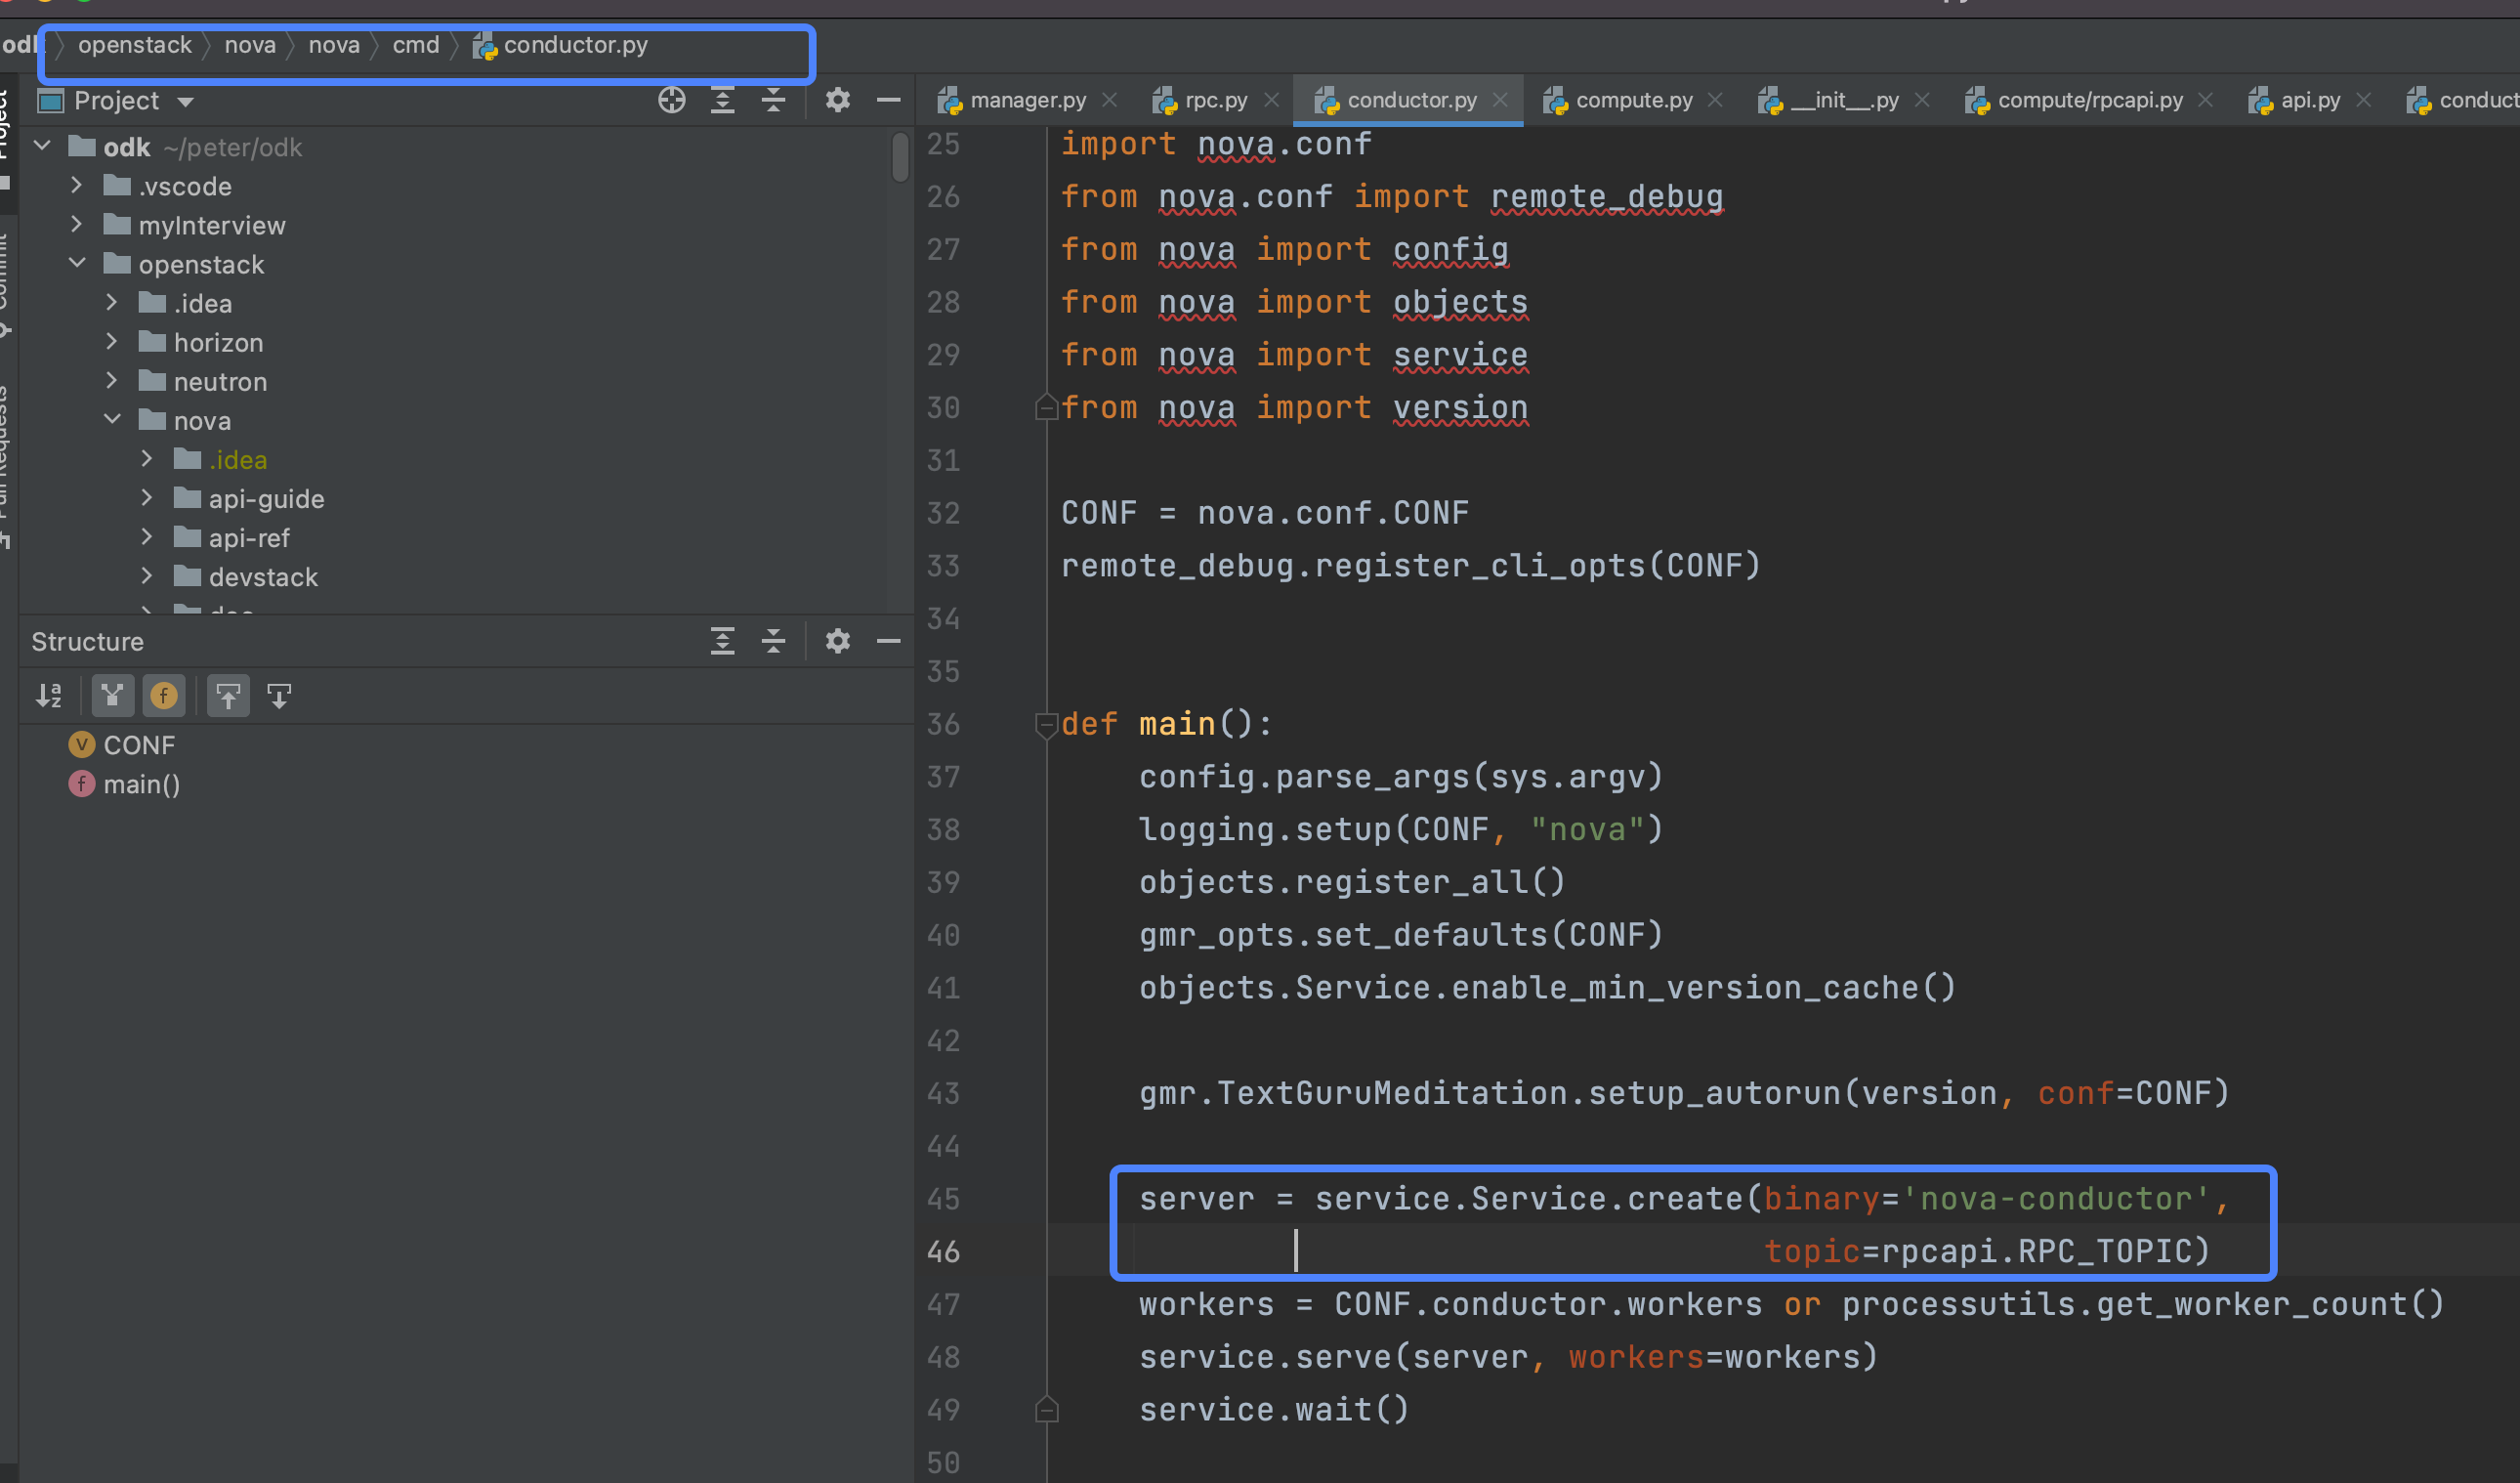 openstack nova nova cmd conductor.py
Project
manager.py rpc.py conductor.py compute.py __init__.py compute/rpcapi.py api.py
odk ~/peter/odk
.vscode
myInterview
openstack
.idea
horizon
neutron
nova
.idea
api-guide
api-ref
devstack
Structure
CONF
main()
25 import nova.conf
26 from nova.conf import remote_debug
27 from nova import config
28 from nova import objects
29 from nova import service
30 from nova import version
31
32 CONF = nova.conf.CONF
33 remote_debug.register_cli_opts(CONF)
34
35
36 def main():
37 config.parse_args(sys.argv)
38 logging.setup(CONF, "nova")
39 objects.register_all()
40 gmr_opts.set_defaults(CONF)
41 objects.Service.enable_min_version_cache()
42
43 gmr.TextGuruMeditation.setup_autorun(version, conf=CONF)
44
45 server = service.Service.create(binary='nova-conductor',
46 topic=rpcapi.RPC_TOPIC)
47 workers = CONF.conductor.workers or processutils.get_worker_count()
48 service.serve(server, workers=workers)
49 service.wait()
50